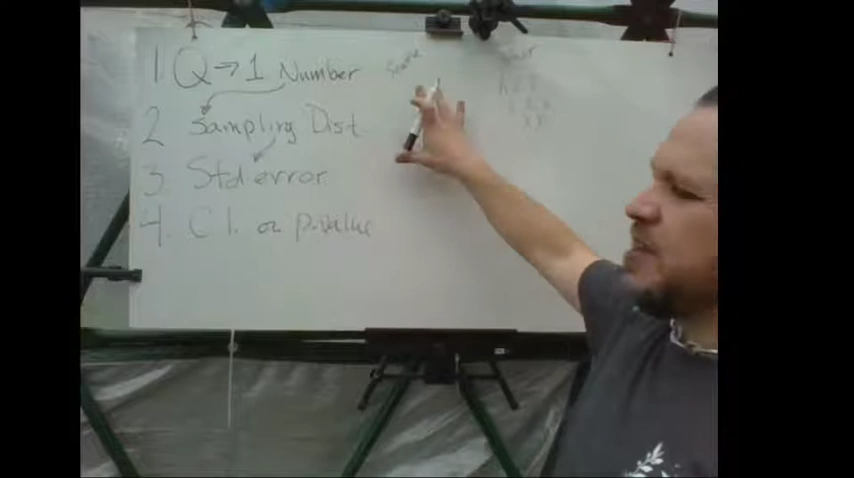 1 Q → 1 Number
2 Sampling Dist.
3 Std error
4. C I. or p-value